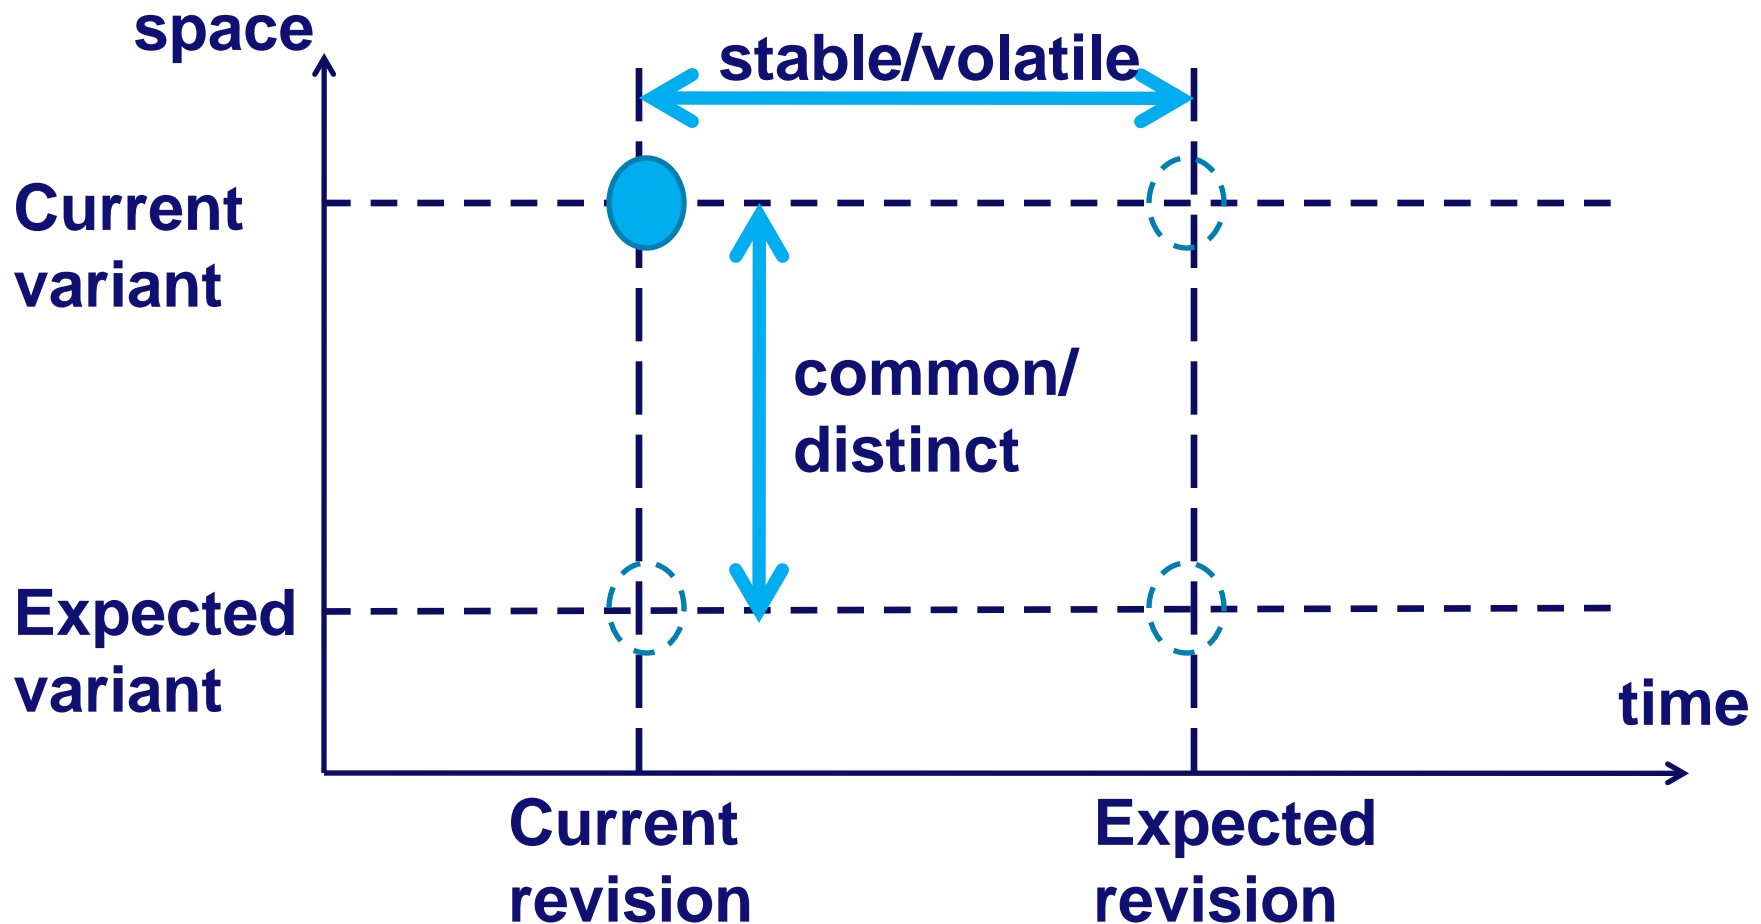 space
stable/volatile
Current
variant
common/
distinct
Expected
variant
time
Current
revision
Expected
revision